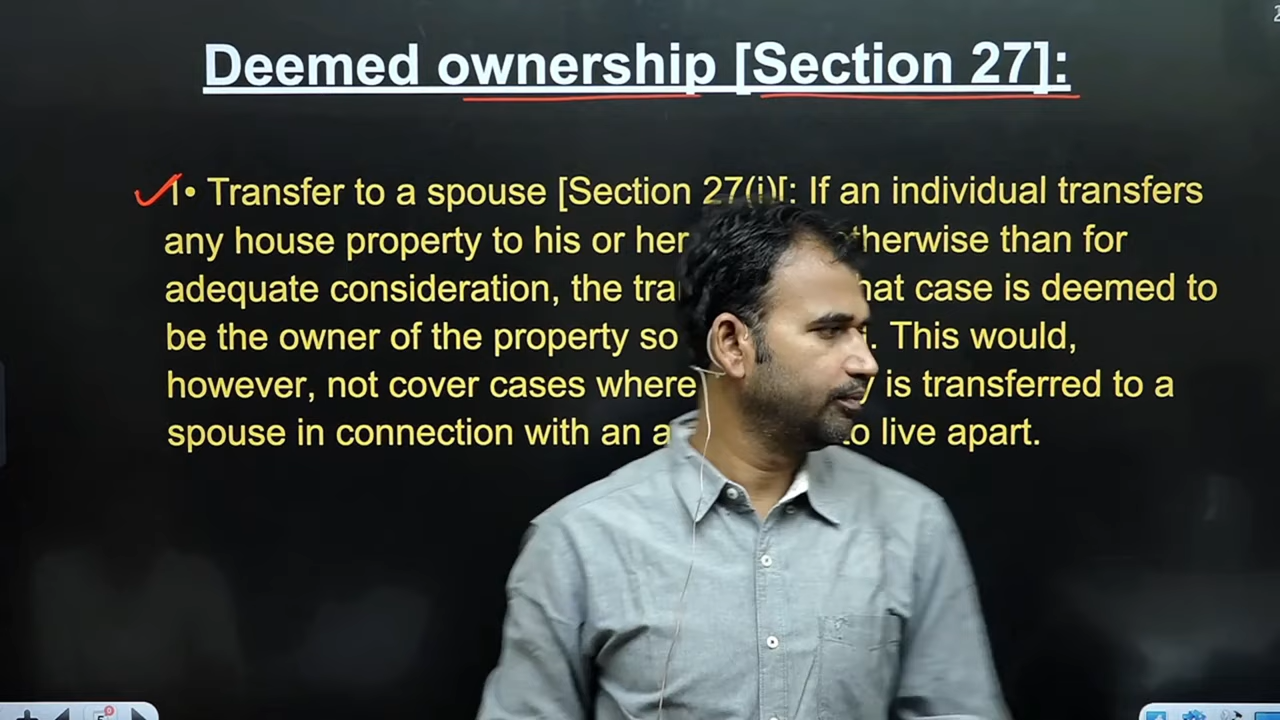 Deemed ownership [Section 27]:
1• Transfer to a spouse [Section 27(i)[: If an individual transfers
any house property to his or her therwise than for
adequate consideration, the hat case is deemed to
be the owner of the property so This would,
however, not cover cases where is transferred to a
spouse in connection with an to live apart.